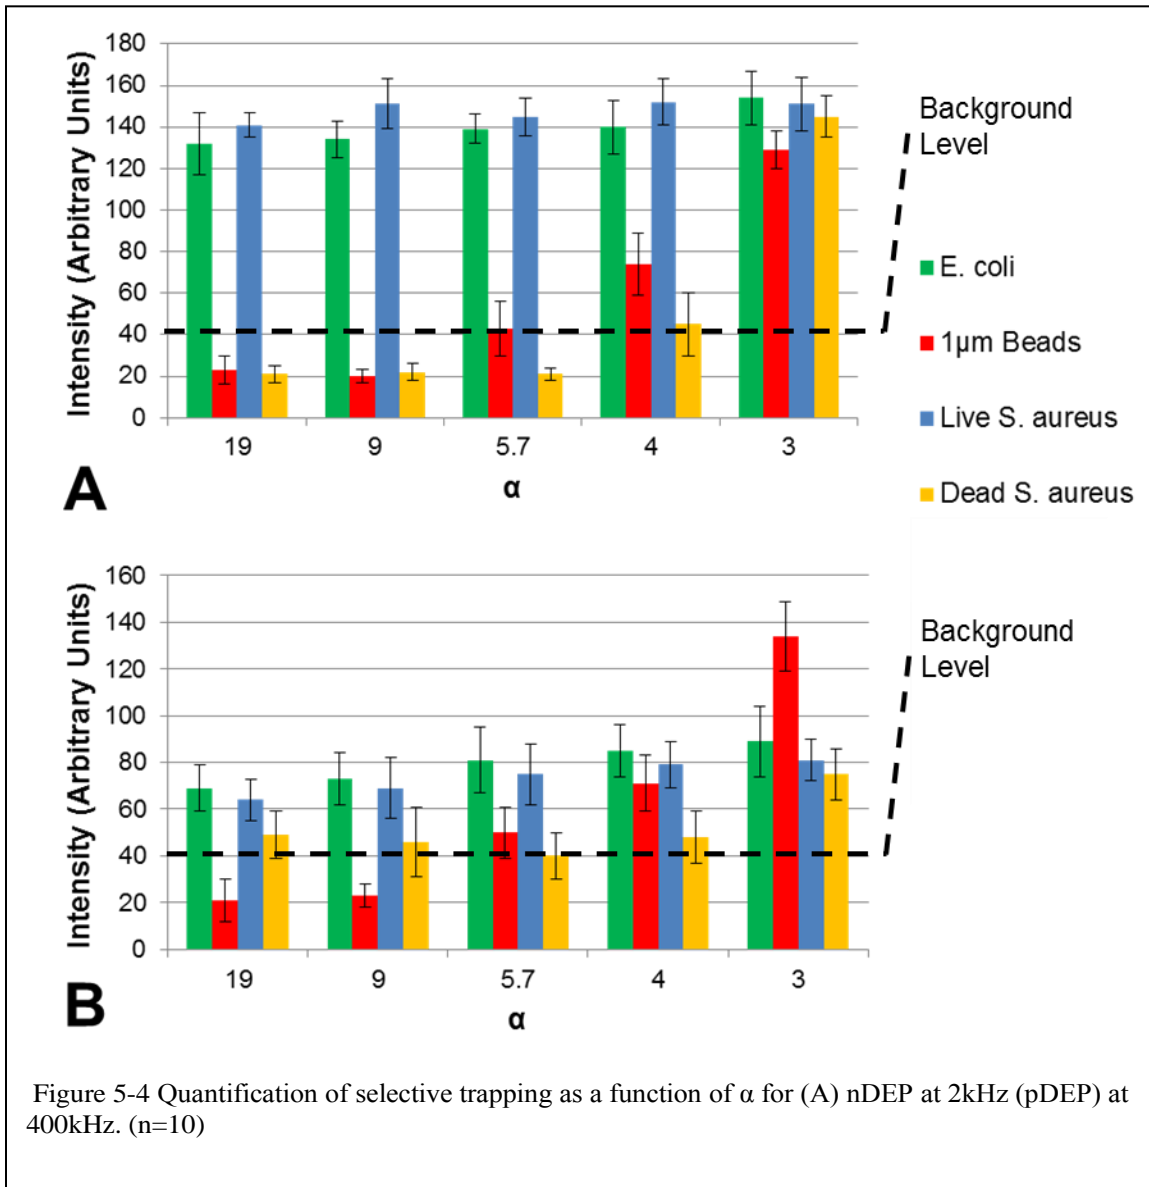 180
160
140
120
100
80
60
40
20
0
Intensity (Arbitrary Units)
19 9 5.7 4 3
α
A
Background
Level
E. coli
1µm Beads
Live S. aureus
Dead S. aureus
160
140
120
100
80
60
40
20
0
Intensity (Arbitrary Units)
19 9 5.7 4 3
α
B
Background
Level
Figure 5-4 Quantification of selective trapping as a function of α for (A) nDEP at 2kHz (pDEP) at
400kHz. (n=10)